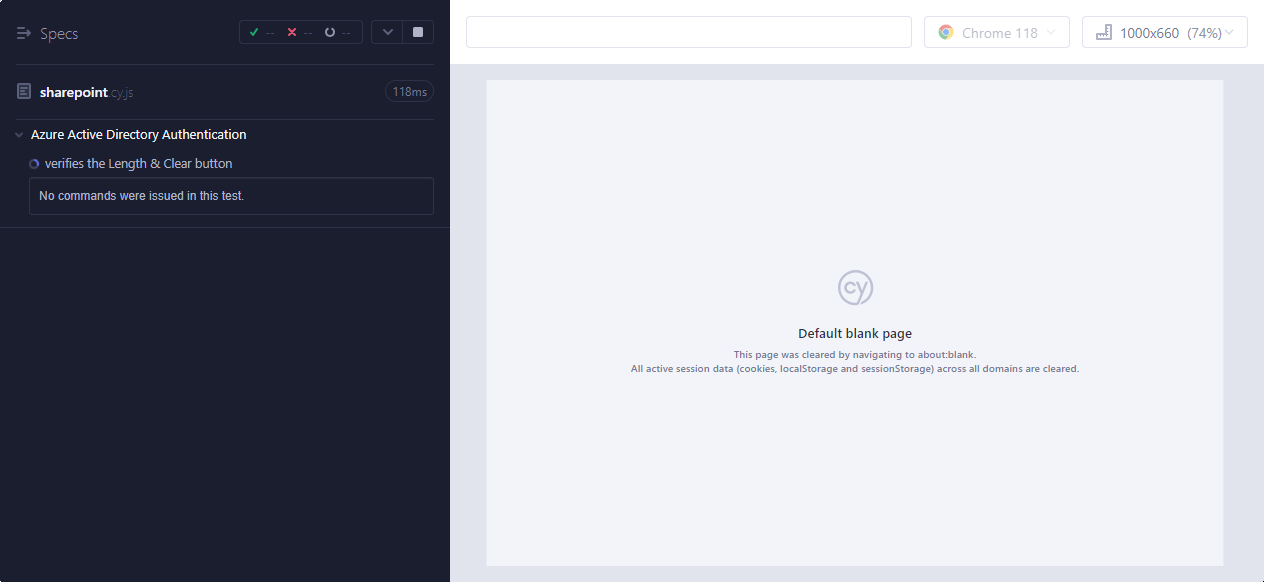 Specs
-- -- --
sharepoint.cy.js
118ms
Azure Active Directory Authentication
verifies the Length & Clear button
No commands were issued in this test.
Chrome 118
1000x660 (74%)
cy
Default blank page
This page was cleared by navigating to about:blank.
All active session data (cookies, localStorage and sessionStorage) across all domains are cleared.